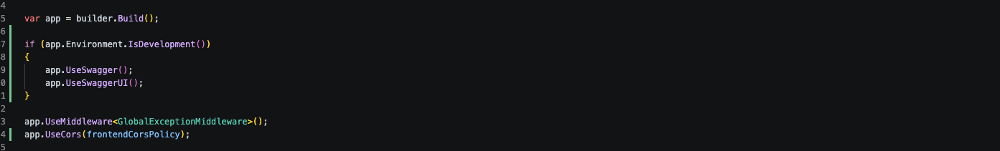 4
5 var app = builder.Build();
6
7 if (app.Environment.IsDevelopment())
8 {
9 app.UseSwagger();
0 app.UseSwaggerUI();
1 }
2
3 app.UseMiddleware<GlobalExceptionMiddleware>();
4 app.UseCors(frontendCorsPolicy);
5